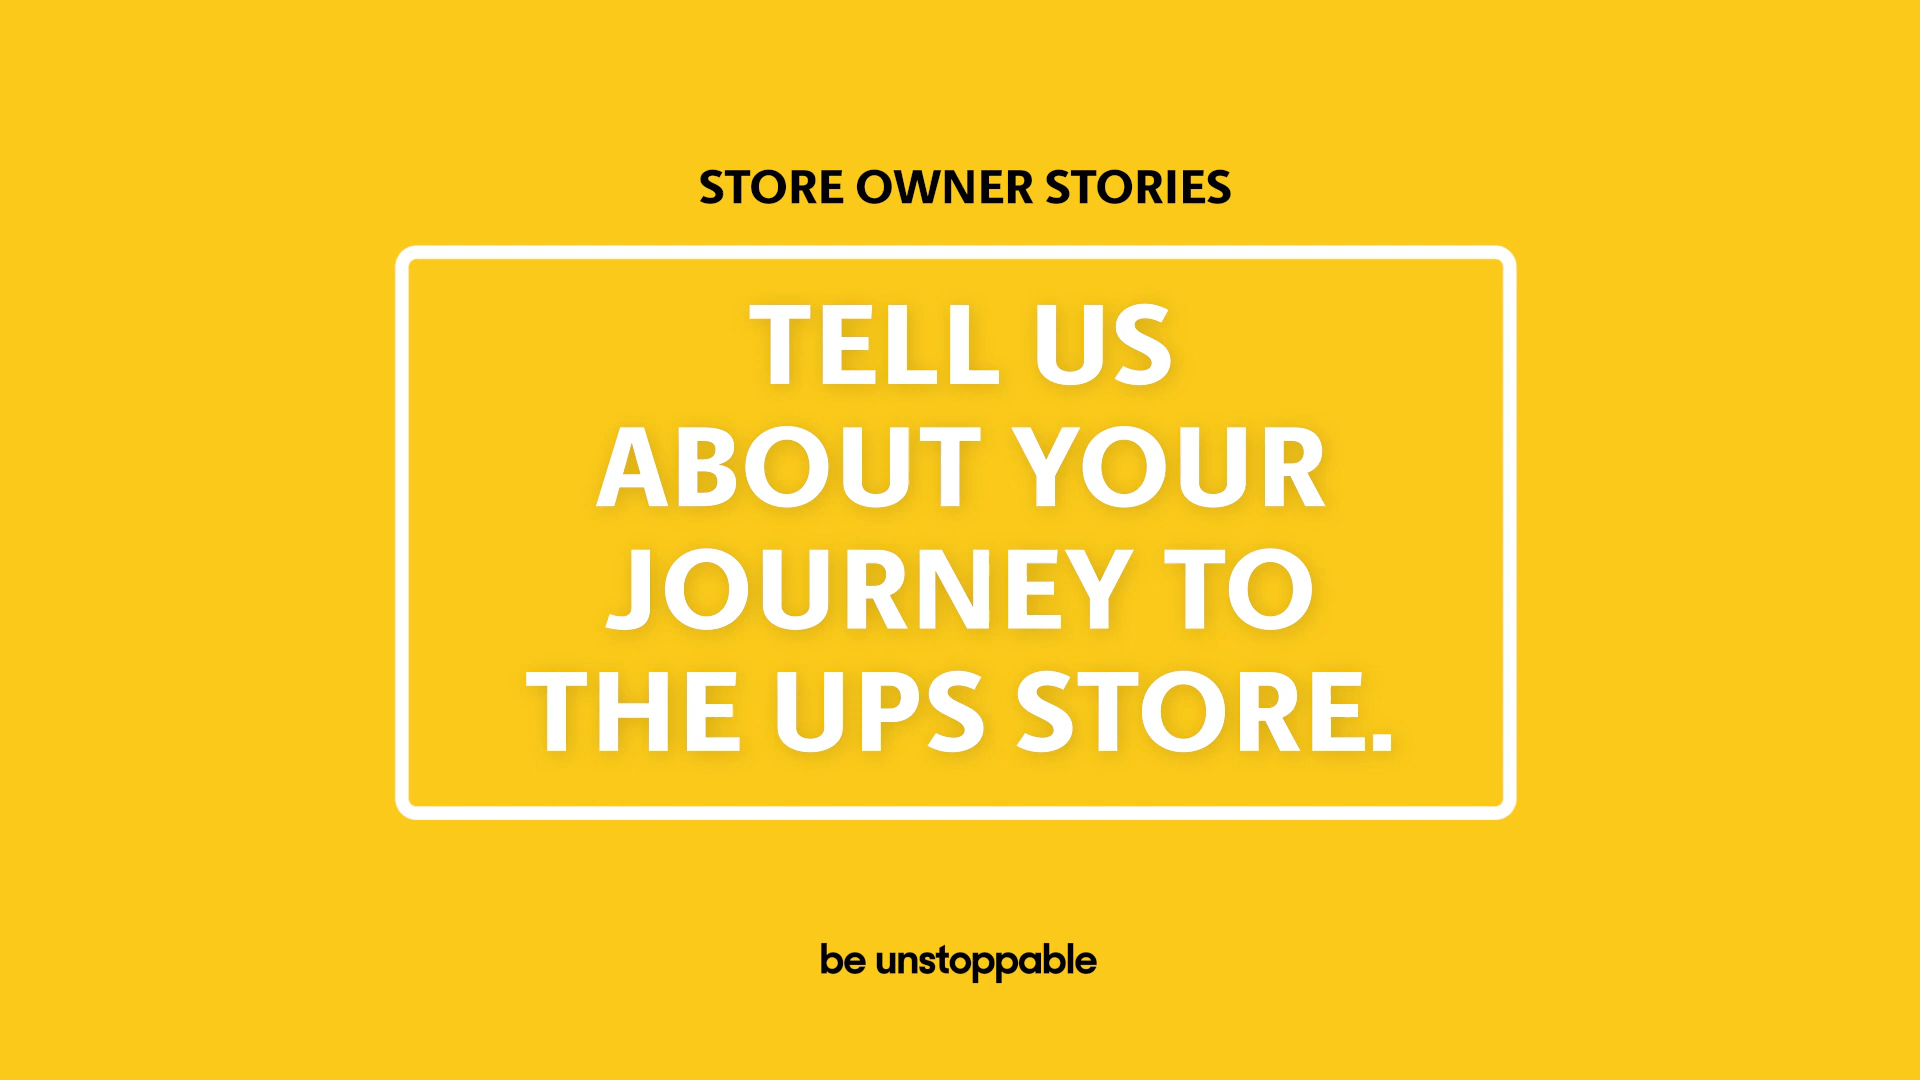 STORE OWNER STORIES
TELL US
ABOUT YOUR
JOURNEY TO
THE UPS STORE.
be unstoppable